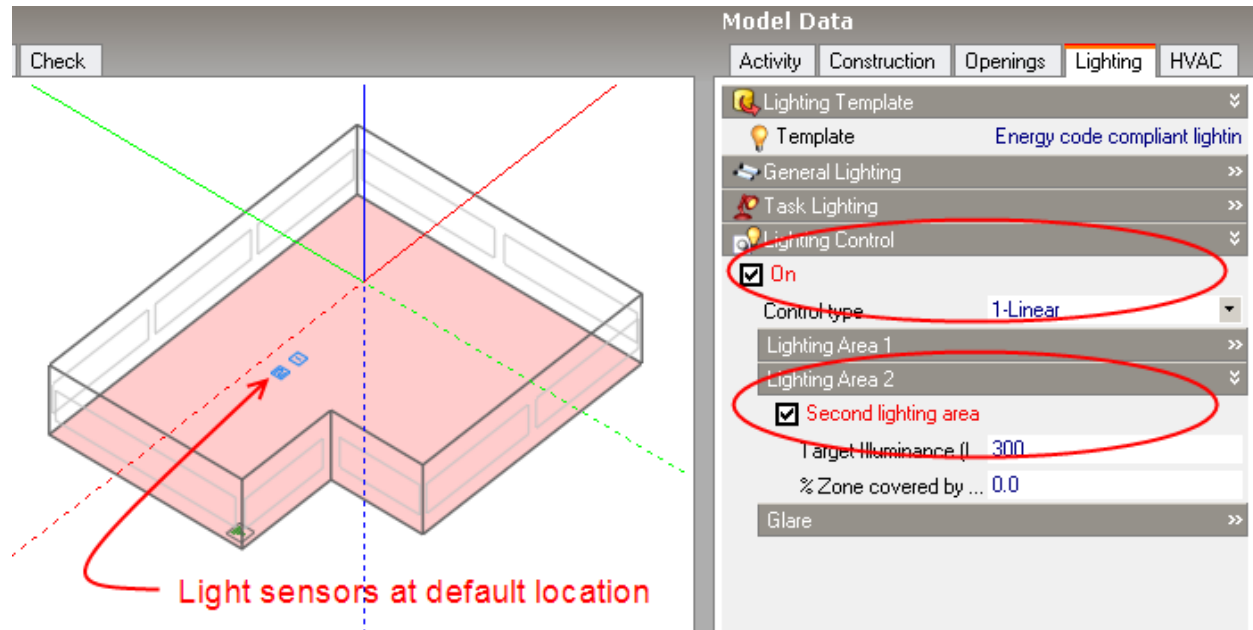 Model Data
Check
Activity Construction Openings Lighting HVAC
Lighting Template
Template Energy code compliant lightin
General Lighting
Task Lighting
Lighting Control
On
Control type 1-Linear
Lighting Area 1
Lighting Area 2
Second lighting area
Target Illuminance (l 300
% Zone covered by ... 0.0
Glare
Light sensors at default location